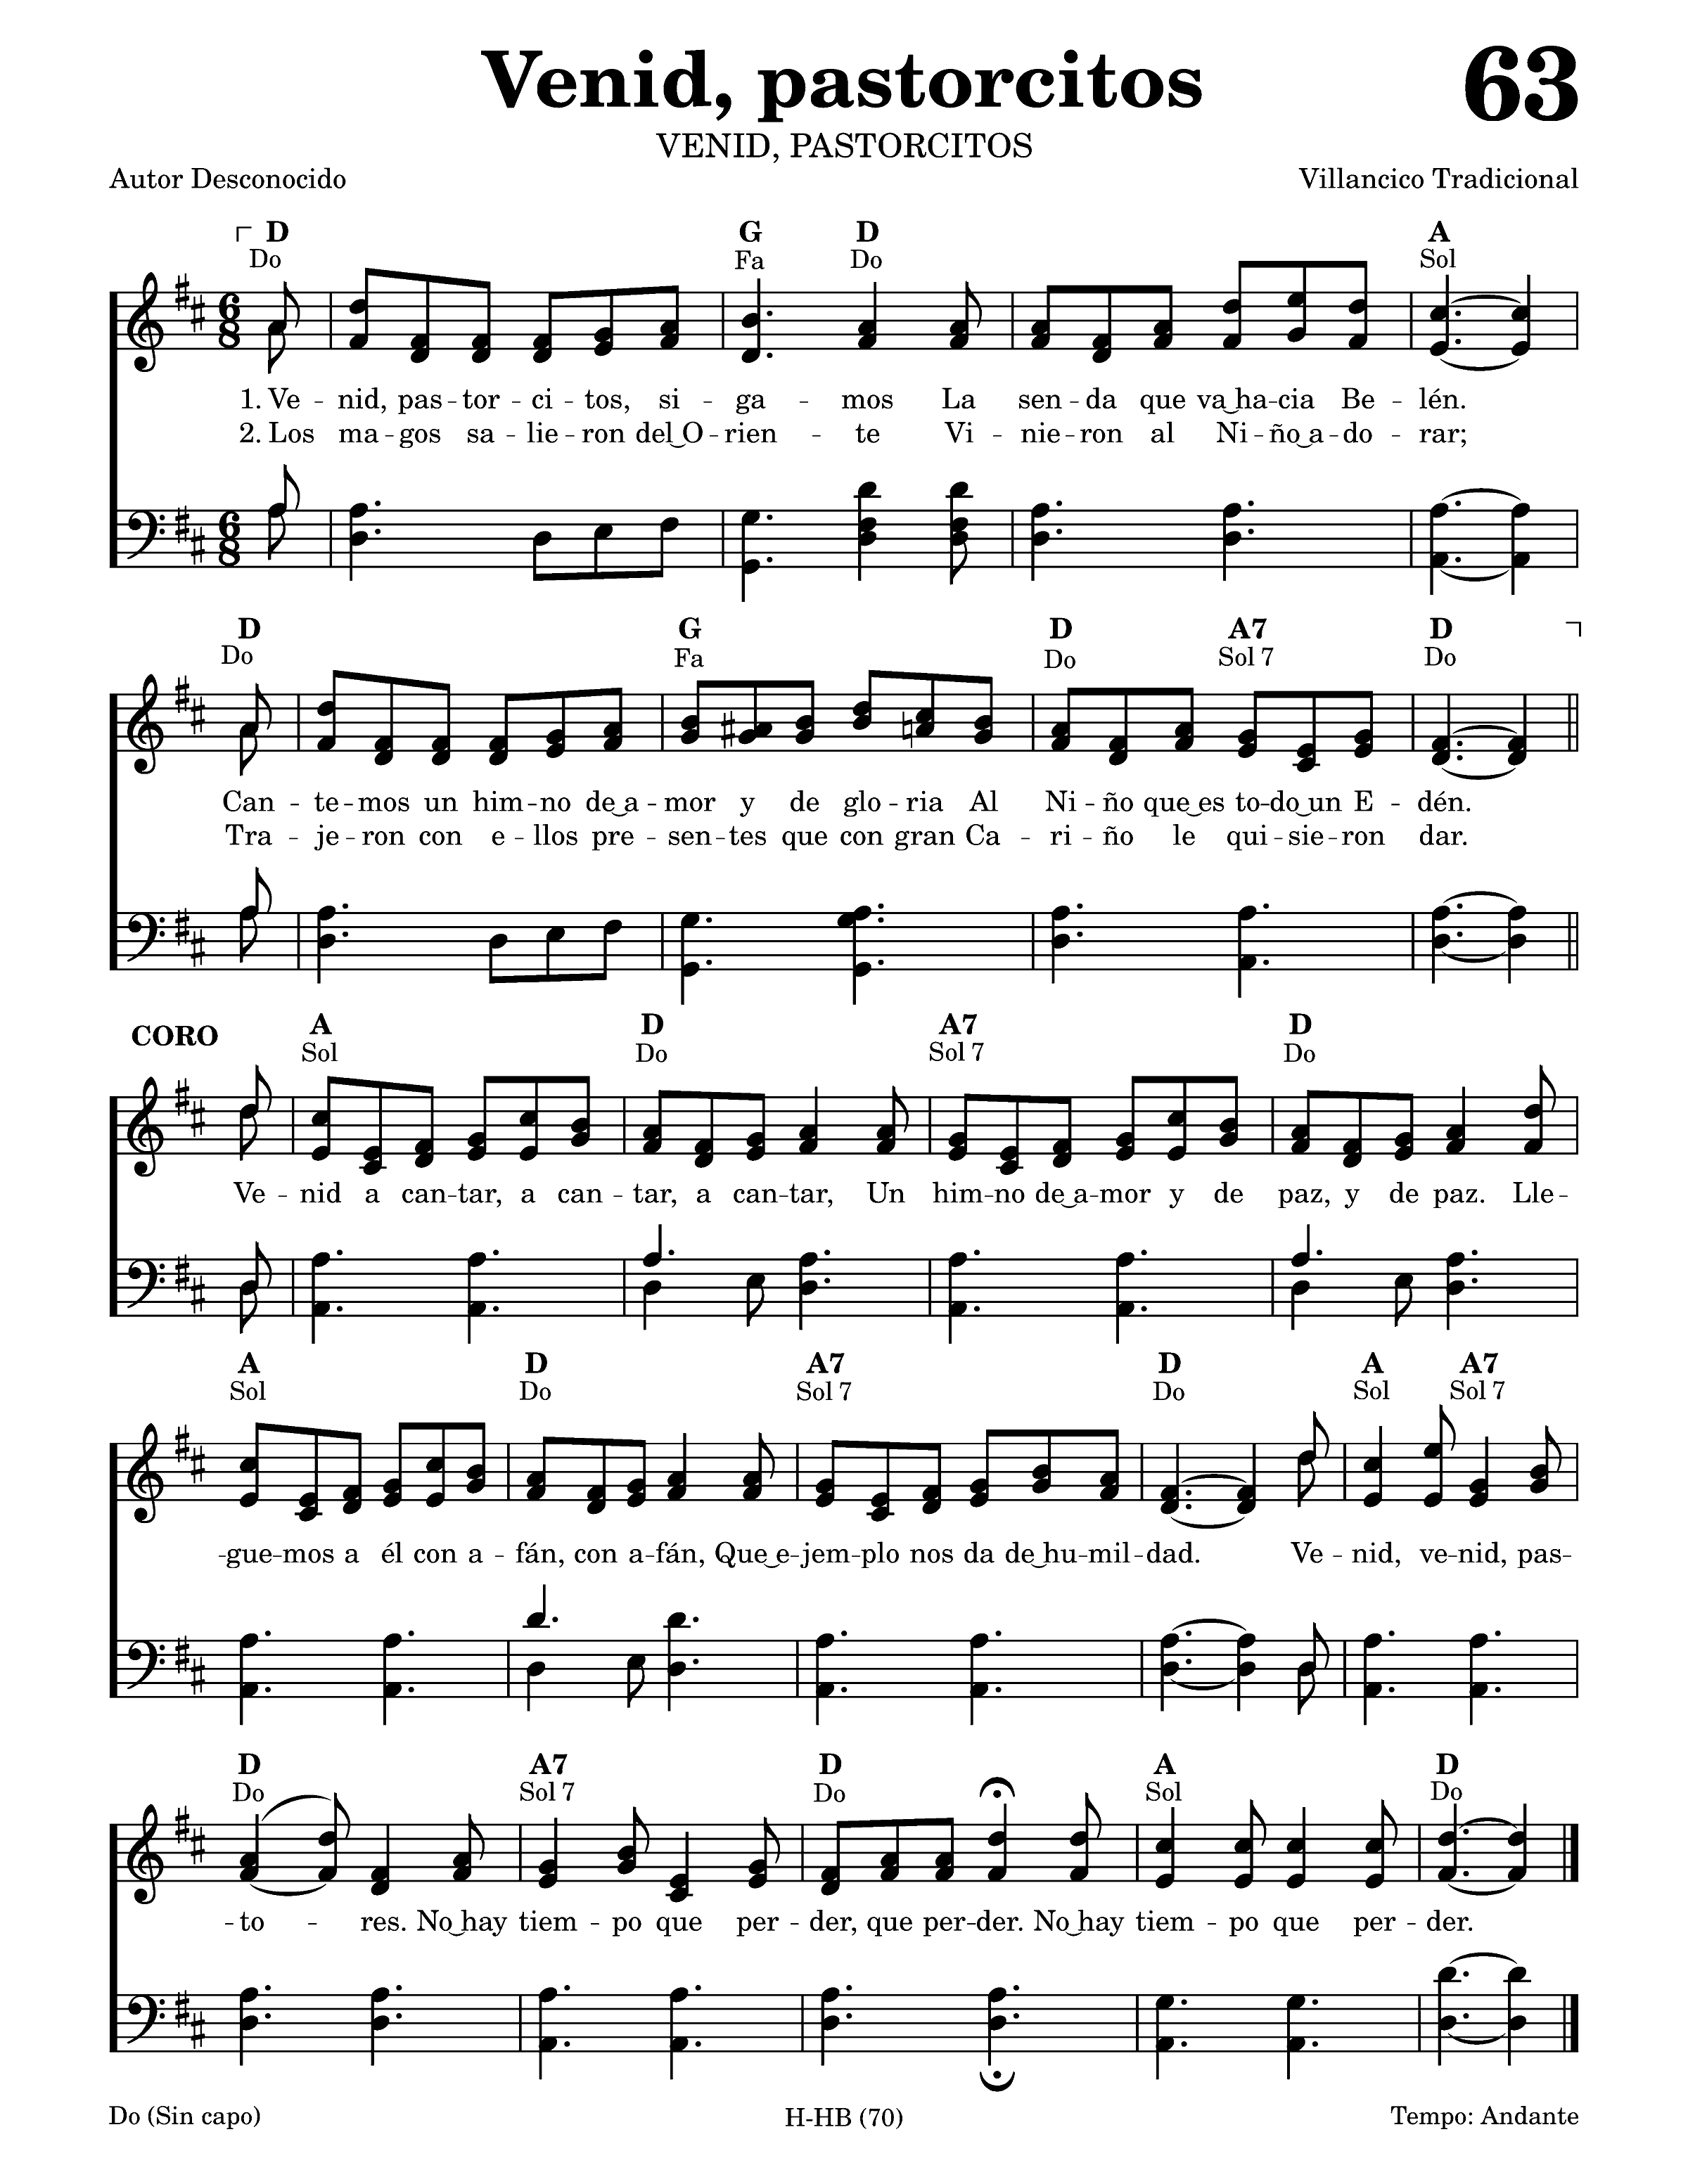 Venid, pastorcitos 63
VENID, PASTORCITOS
Autor Desconocido Villancico Tradicional
D G D A
Do Fa Do Sol
6 8
1. Ve – nid, pas – tor – ci – tos, si – ga – mos La sen – da que va‿ha – cia Be – lén.
2. Los ma – gos sa – lie – ron del‿O – rien – te Vi – nie – ron al Ni – ño‿a – do – rar;
6 8
D G D A7 D
Do Fa Do Sol 7 Do
Can – te – mos un him – no de‿a – mor y de glo – ria Al Ni – ño que‿es to – do‿un E – dén.
Tra – je – ron con e – llos pre – sen – tes que con gran Ca – ri – ño le qui – sie – ron dar.
CORO A D A7 D
Sol Do Sol 7 Do
Ve – nid a can – tar, a can – tar, a can – tar, Un him – no de‿a – mor y de paz, y de paz. Lle –
A D A7 D A A7
Sol Do Sol 7 Do Sol Sol 7
– gue – mos a él con a – fán, con a – fán, Que‿e – jem – plo nos da de‿hu – mil – dad. Ve – nid, ve – nid, pas –
D A7 D A D
Do Sol 7 Do Sol Do
– to – res. No‿hay tiem – po que per – der, que per – der. No‿hay tiem – po que per – der.
Do (Sin capo) H-HB (70) Tempo: Andante